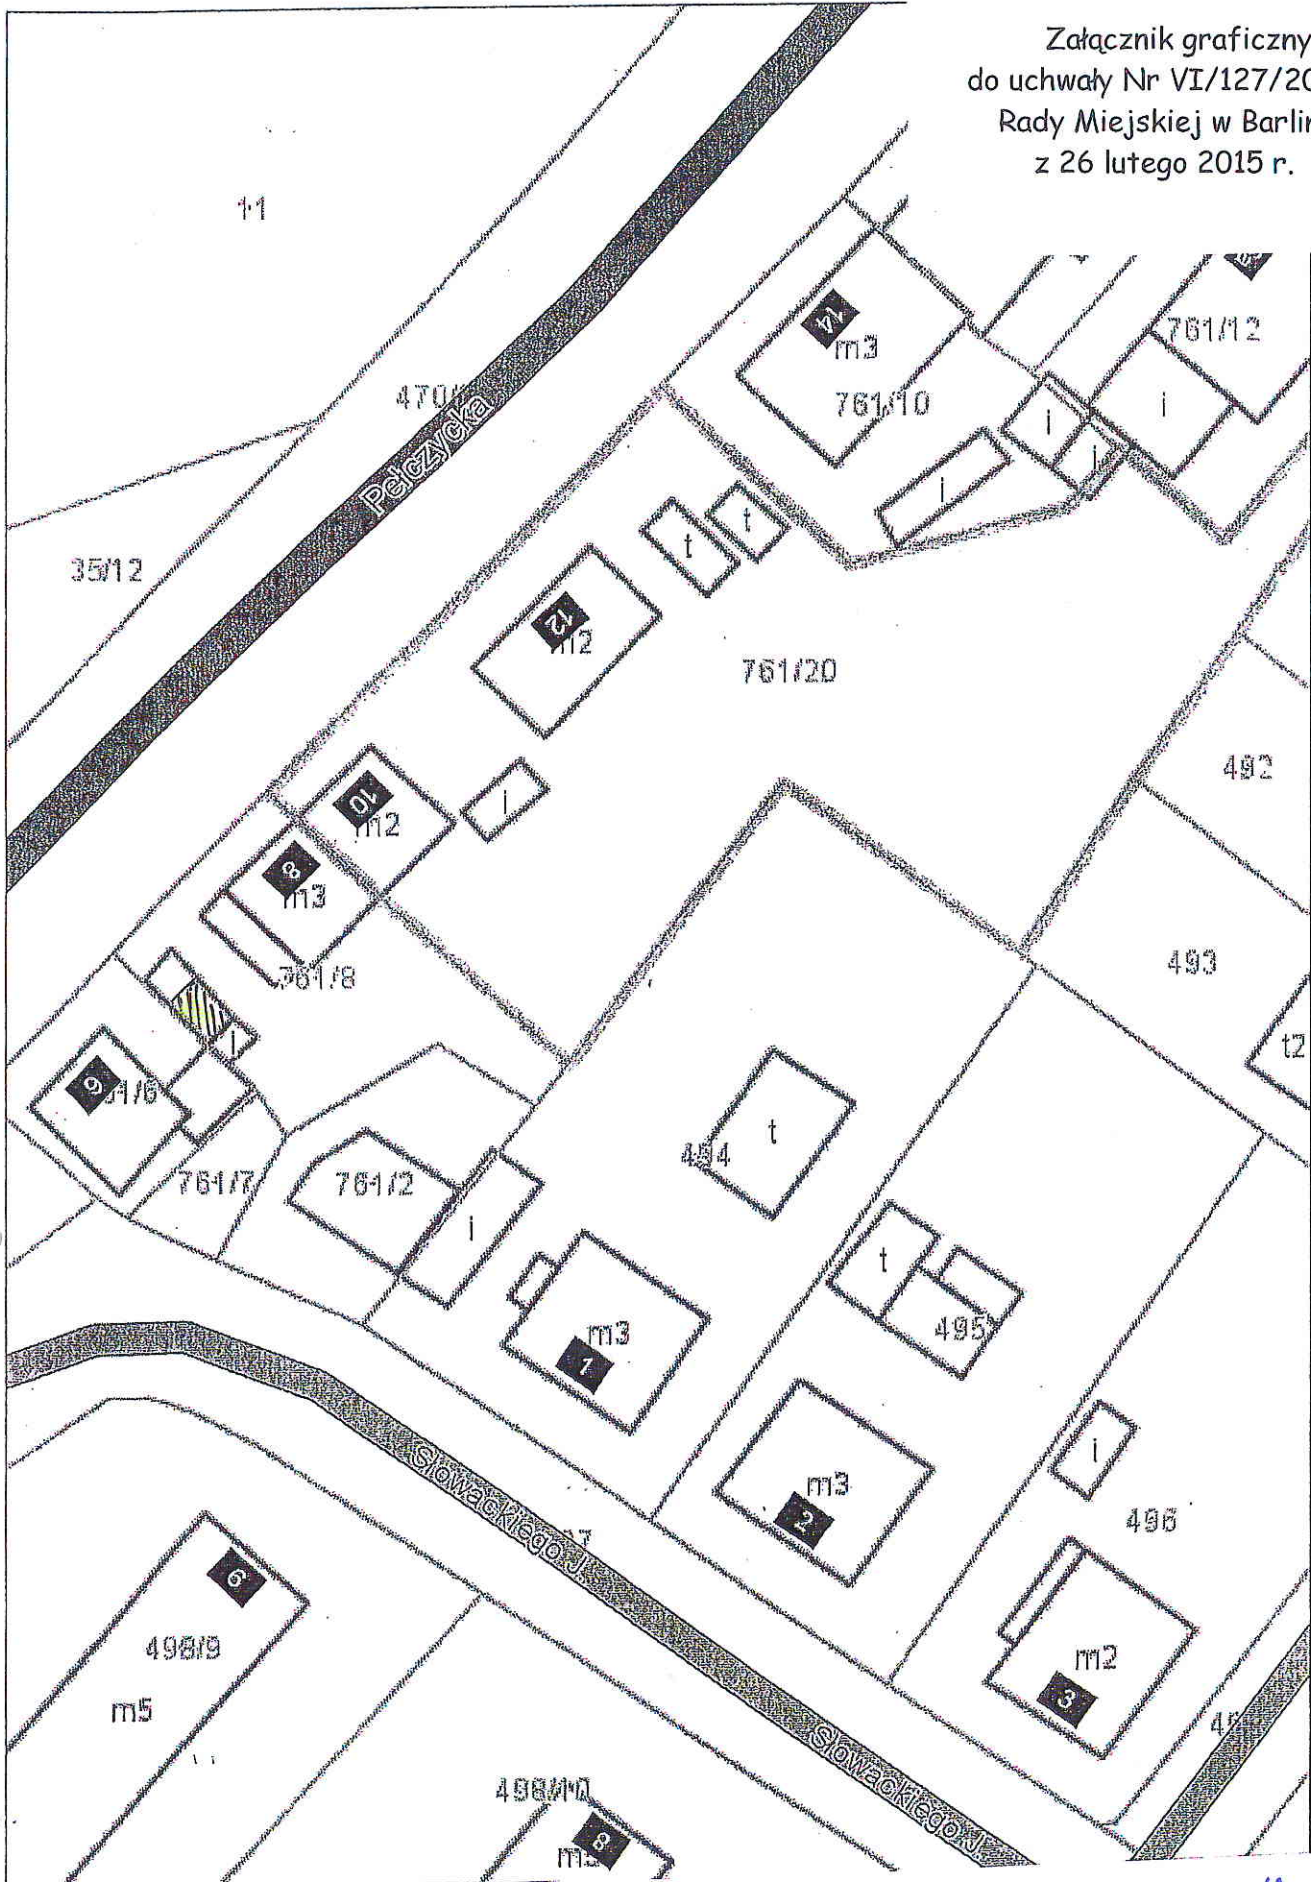 Załącznik graficzny
do uchwały Nr VI/127/20
Rady Miejskiej w Barlin
z 26 lutego 2015 r.
11
14
m3
761/10
761/12
i
i
i
i
470/
Pełczycka
35/12
t
t
12
m2
761/20
492
10
m2
i
8
m3
761/8
493
t2
i
9
761/6
761/7
761/2
i
494
t
t
495
m3
1
m3
2
i
496
Słowackiego J.
6
498/9
m5
m2
3
498/10
8
Słowackiego J.